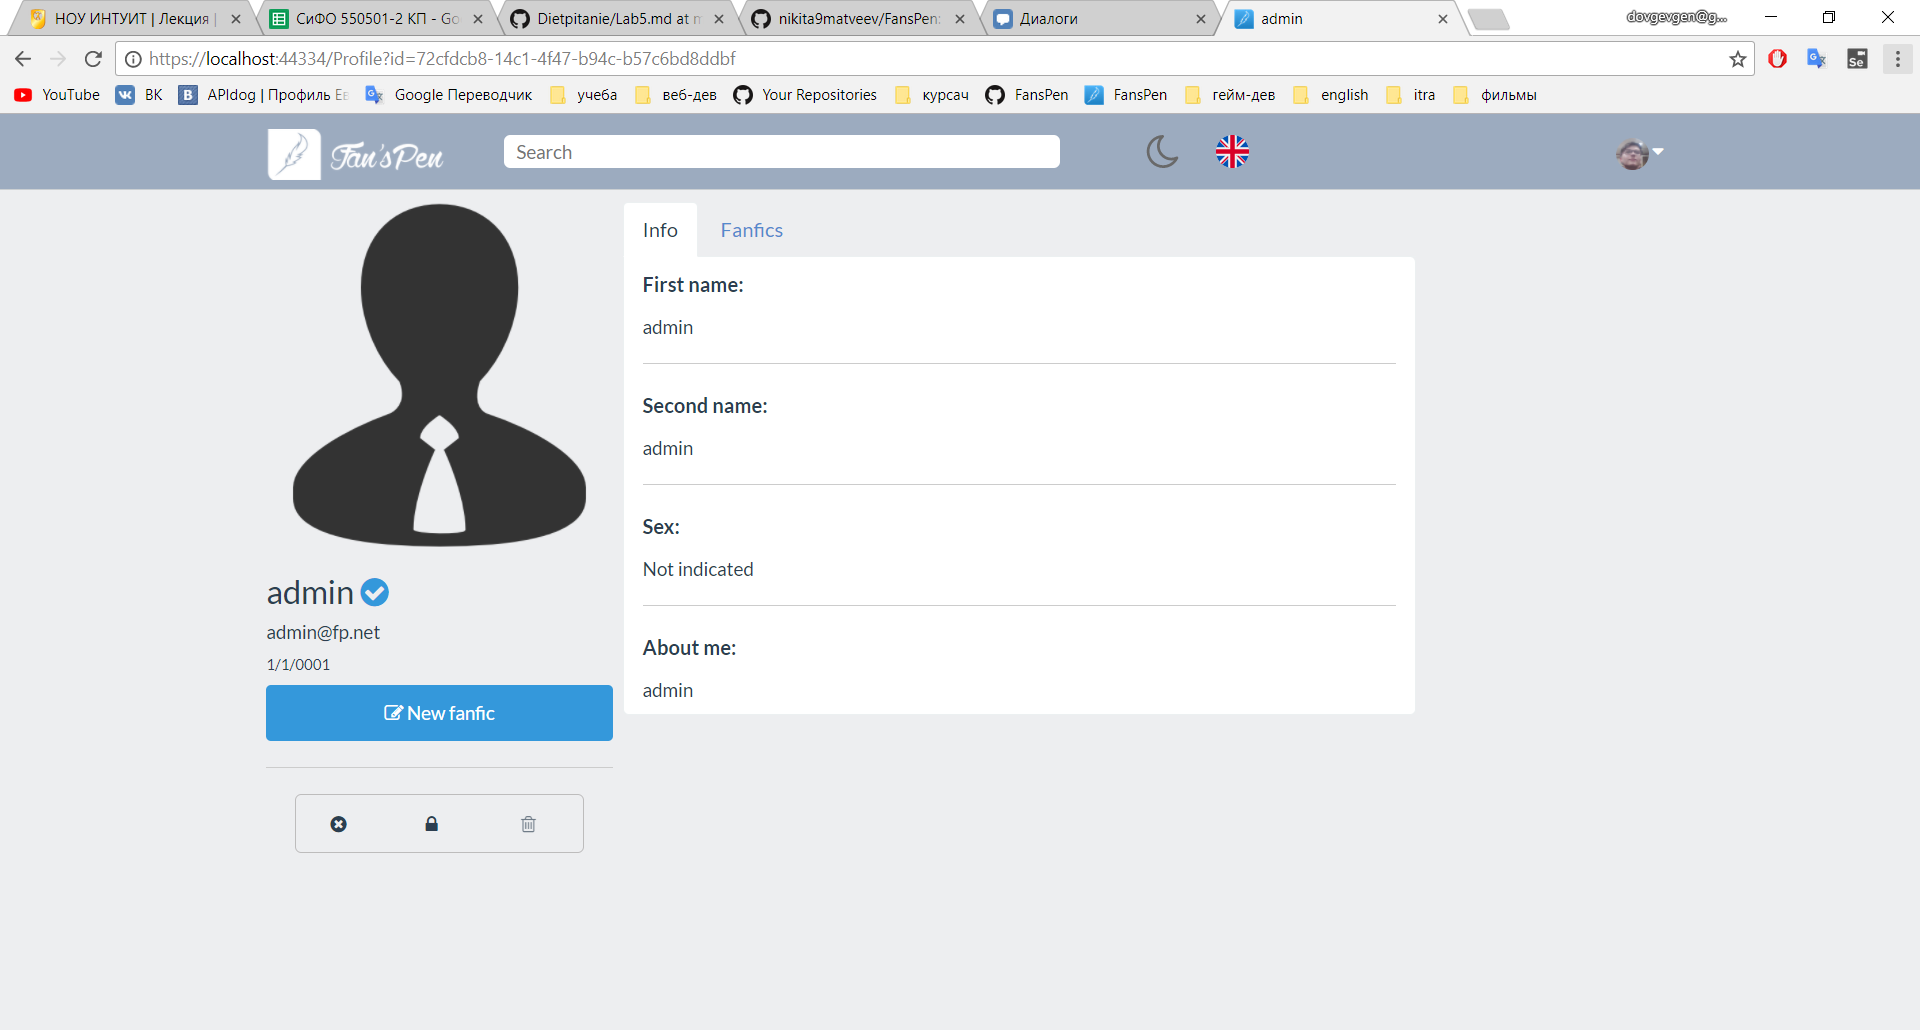 НОУ ИНТУИТ | Лекция |
СиФО 550501-2 КП - Go
Dietpitanie/Lab5.md at m
nikita9matveev/FansPen:
Диалоги
admin
dovgevgen@g...
https://localhost:44334/Profile?id=72cfdcb8-14c1-4f47-b94c-b57c6bd8ddbf
YouTube
ВК
APIdog | Профиль Ев
Google Переводчик
учеба
веб-дев
Your Repositories
курсач
FansPen
FansPen
гейм-дев
english
itra
фильмы
Fan'sPen
Search
Info
Fanfics
First name:
admin
Second name:
admin
Sex:
Not indicated
About me:
admin
admin
admin@fp.net
1/1/0001
New fanfic